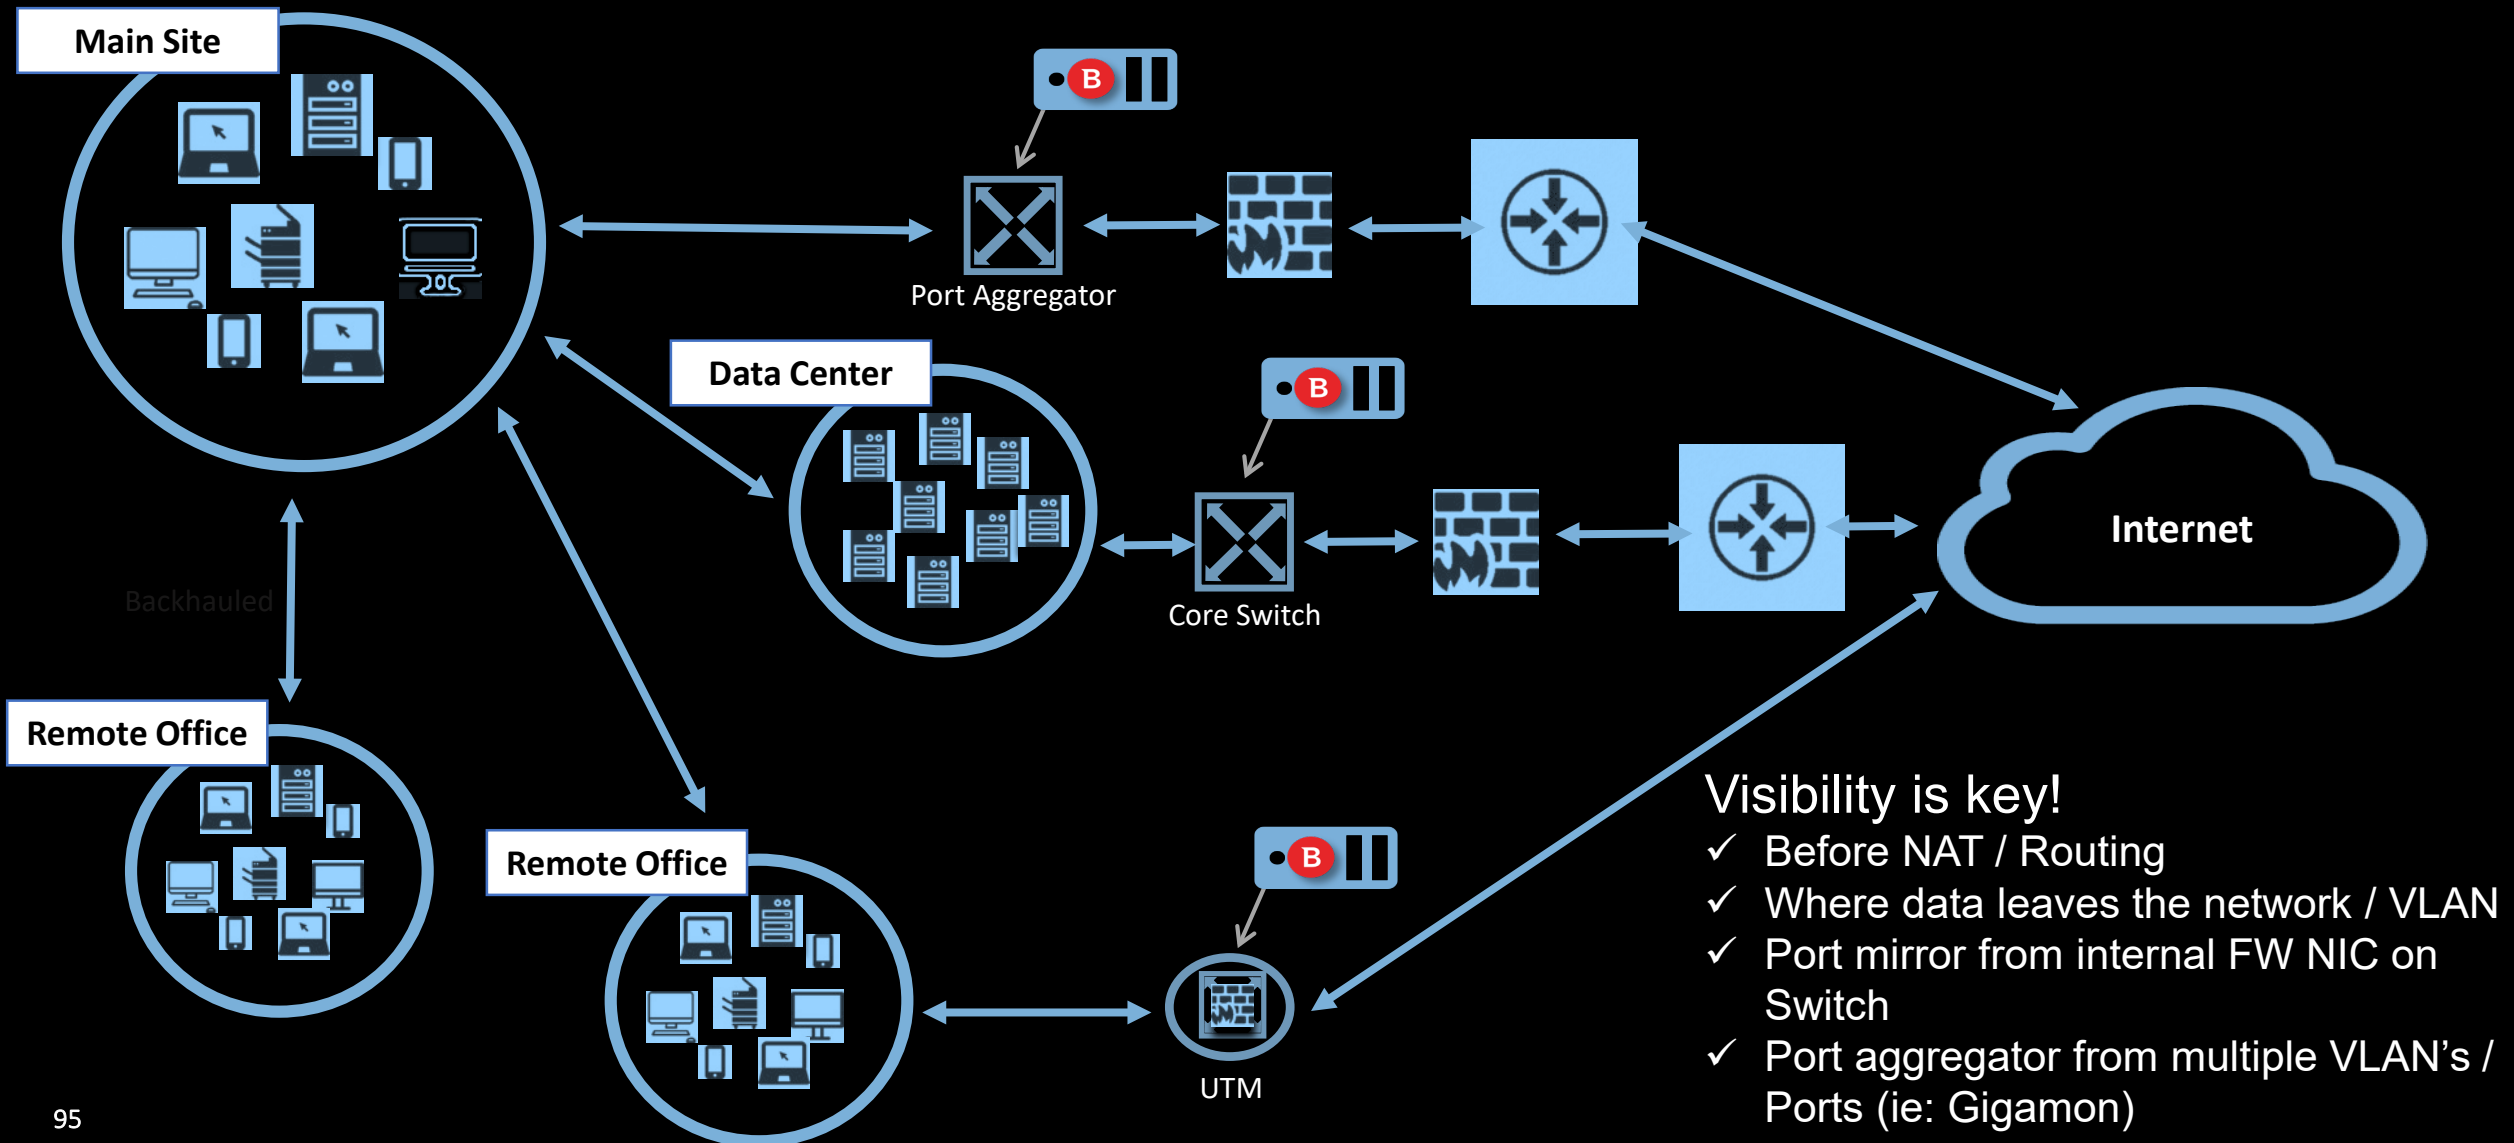 Main Site
B
Port Aggregator
Data Center
B
Core Switch
Internet
Backhauled
Remote Office
Remote Office
B
UTM
Visibility is key!
✓ Before NAT / Routing
✓ Where data leaves the network / VLAN
✓ Port mirror from internal FW NIC on
Switch
✓ Port aggregator from multiple VLAN’s /
Ports (ie: Gigamon)
95